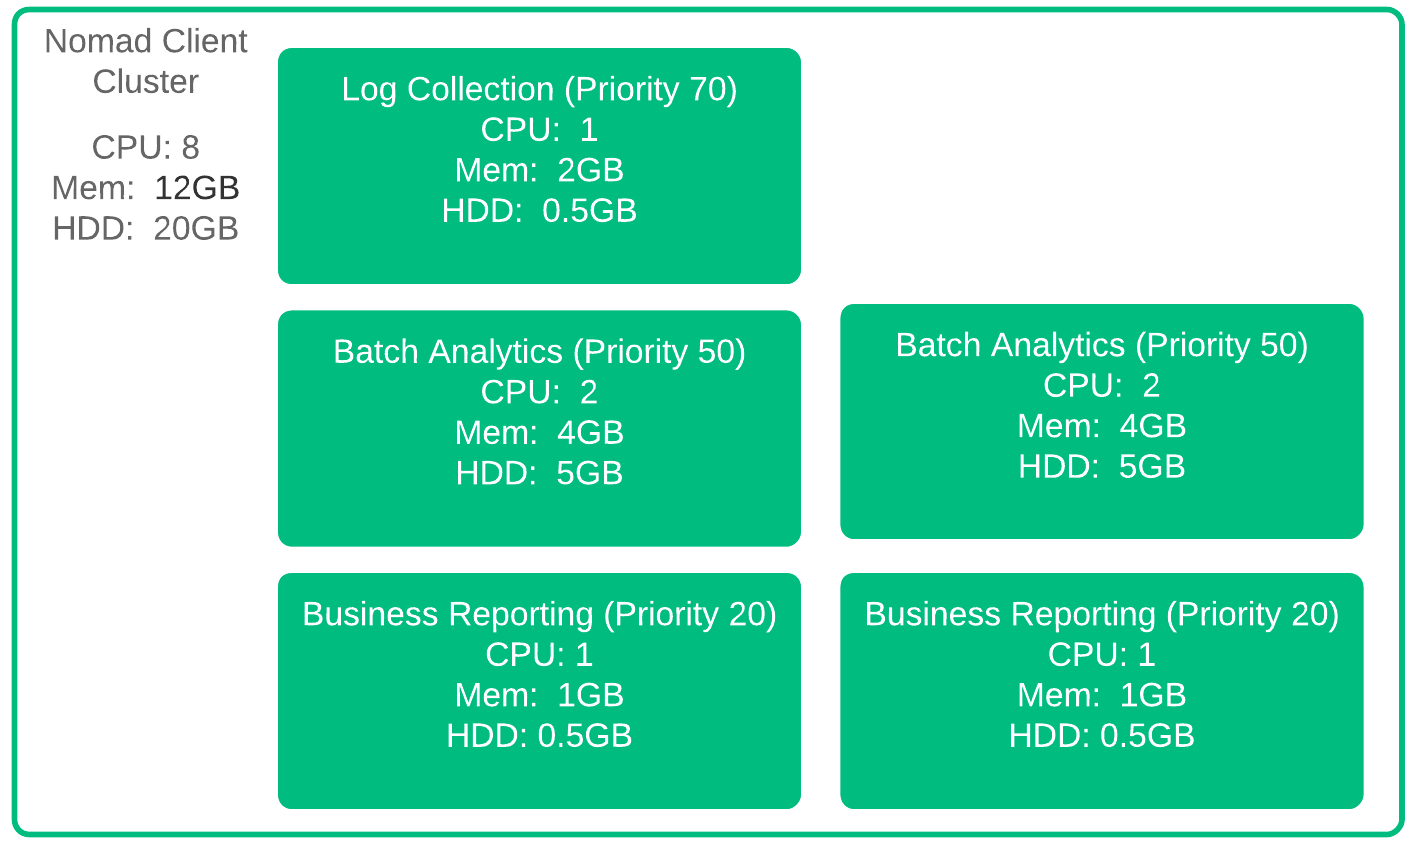 Nomad Client
Cluster
CPU: 8
Mem: 12GB
HDD: 20GB
Log Collection (Priority 70)
CPU: 1
Mem: 2GB
HDD: 0.5GB
Batch Analytics (Priority 50)
CPU: 2
Mem: 4GB
HDD: 5GB
Batch Analytics (Priority 50)
CPU: 2
Mem: 4GB
HDD: 5GB
Business Reporting (Priority 20)
CPU: 1
Mem: 1GB
HDD: 0.5GB
Business Reporting (Priority 20)
CPU: 1
Mem: 1GB
HDD: 0.5GB